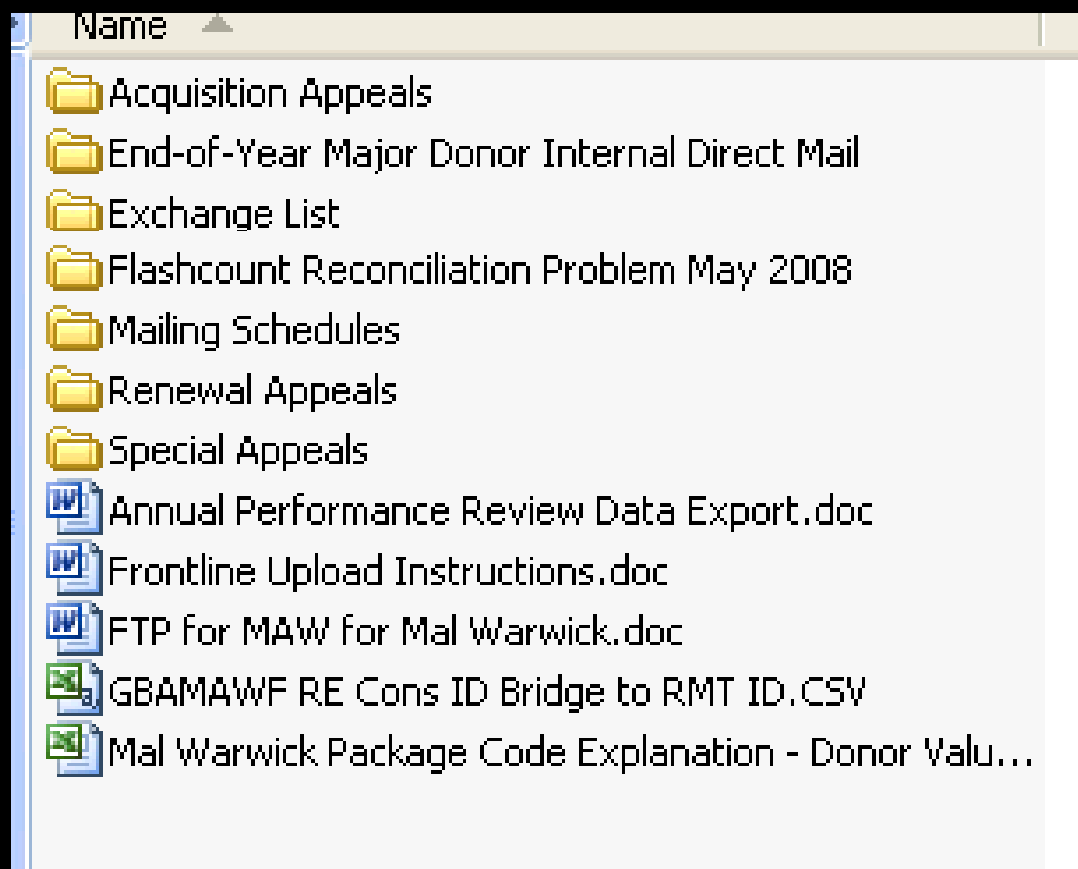 Name
Acquisition Appeals
End-of-Year Major Donor Internal Direct Mail
Exchange List
Flashcount Reconciliation Problem May 2008
Mailing Schedules
Renewal Appeals
Special Appeals
Annual Performance Review Data Export.doc
Frontline Upload Instructions.doc
FTP for MAW for Mal Warwick.doc
GBAMAWF RE Cons ID Bridge to RMT ID.CSV
Mal Warwick Package Code Explanation - Donor Valu...